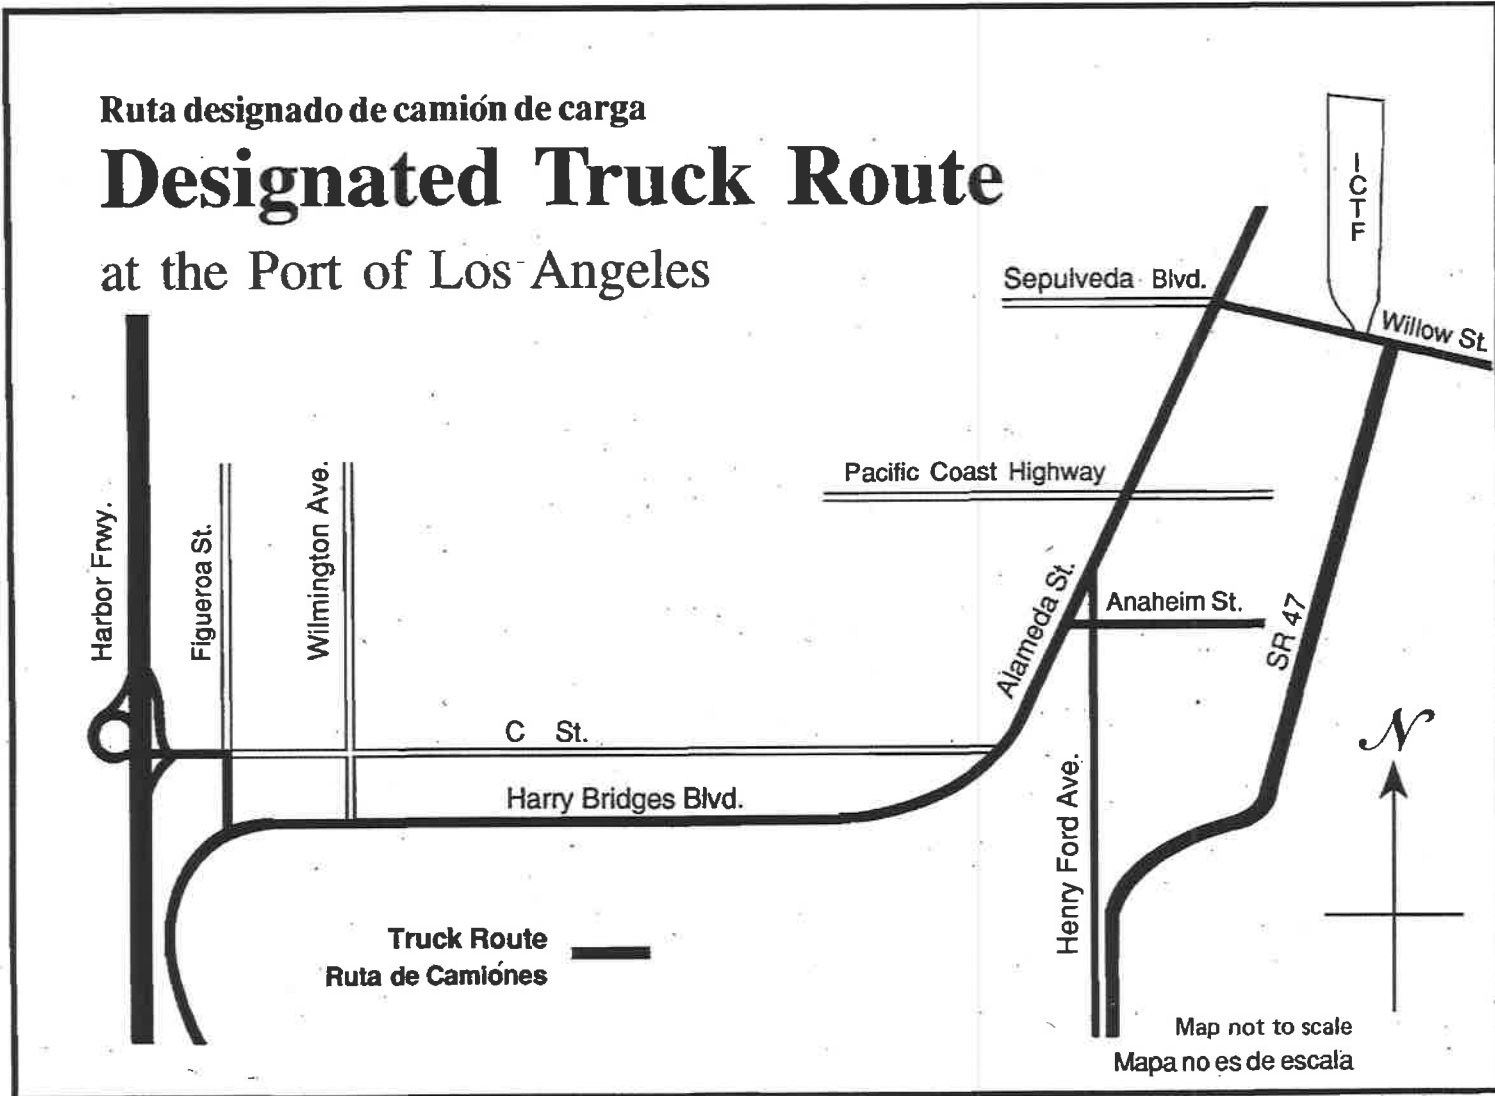 Ruta designado de camión de carga
Designated Truck Route
at the Port of Los Angeles
ICTF
Sepulveda Blvd.
Willow St.
Pacific Coast Highway
Harbor Frwy.
Figueroa St.
Wilmington Ave.
Alameda St.
Anaheim St.
SR 47
C St.
Harry Bridges Blvd.
Henry Ford Ave.
N
Truck Route
Ruta de Camiónes
Map not to scale
Mapa no es de escala